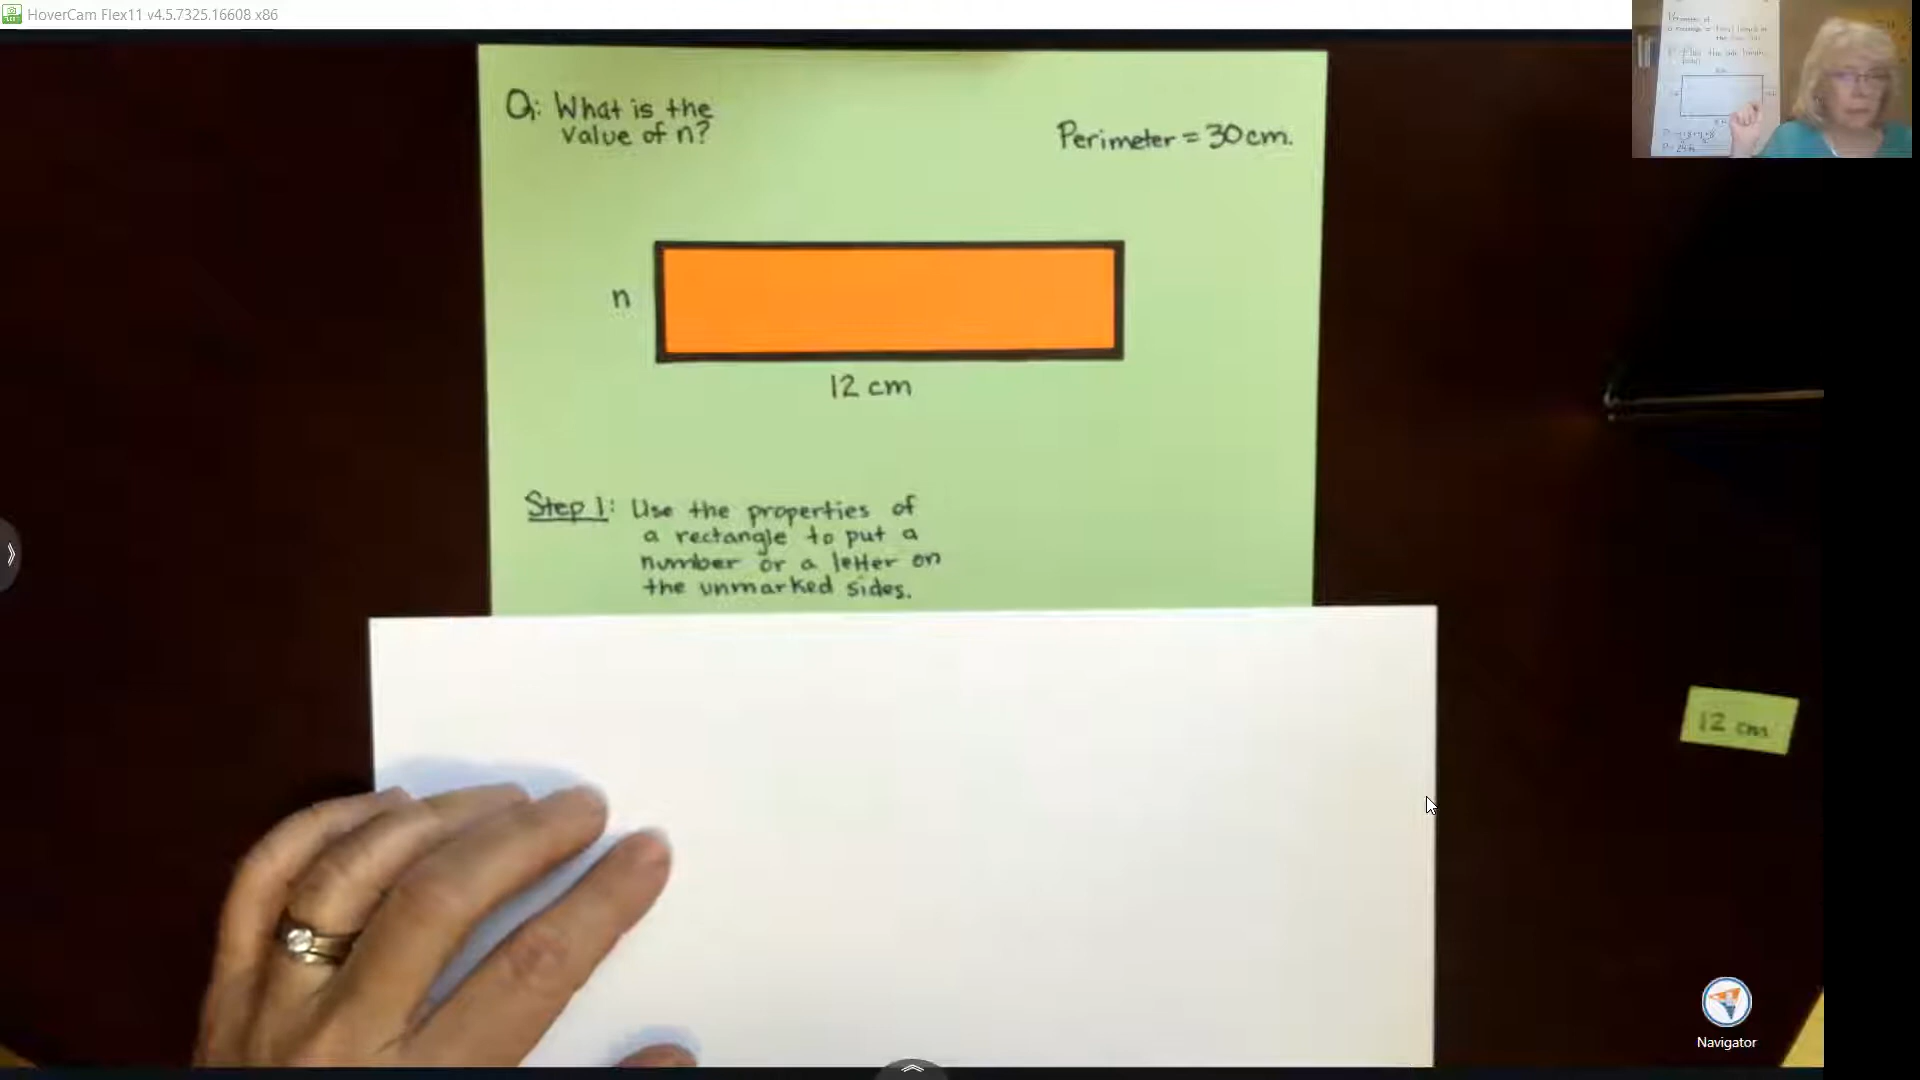 HoverCam Flex11 v4.5.7325.16608 x86
Q: What is the
value of n?
Perimeter = 30 cm.
n
12 cm
Step 1: Use the properties of
a rectangle to put a
number or a letter on
the unmarked sides.
12 cm
Navigator